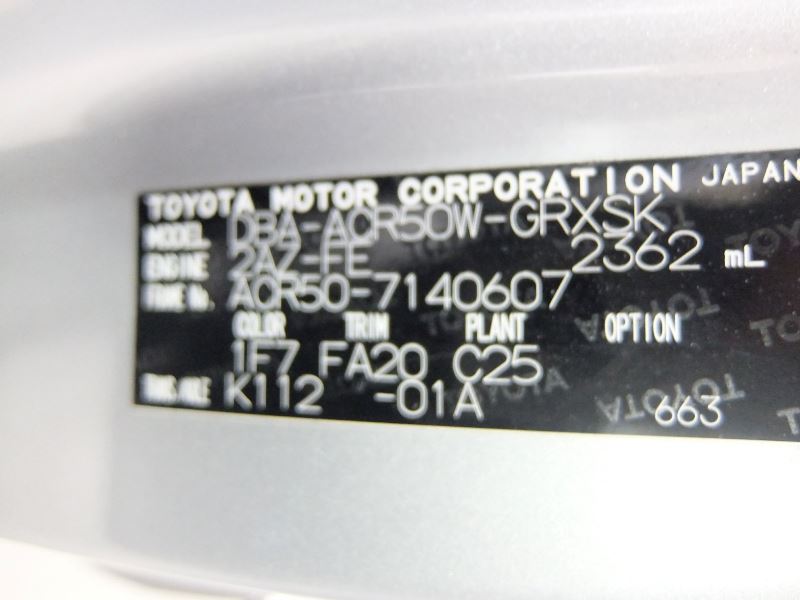 TOYOTA MOTOR CORPORATION JAPAN
MODEL DBA-ACR50W-GRXSK
ENGINE 2AZ-FE 2362 mL
FRAME No. ACR50-7140607
COLOR TRIM PLANT OPTION
1F7 FA20 C25
TRANS/AXLE K112 -01A 663